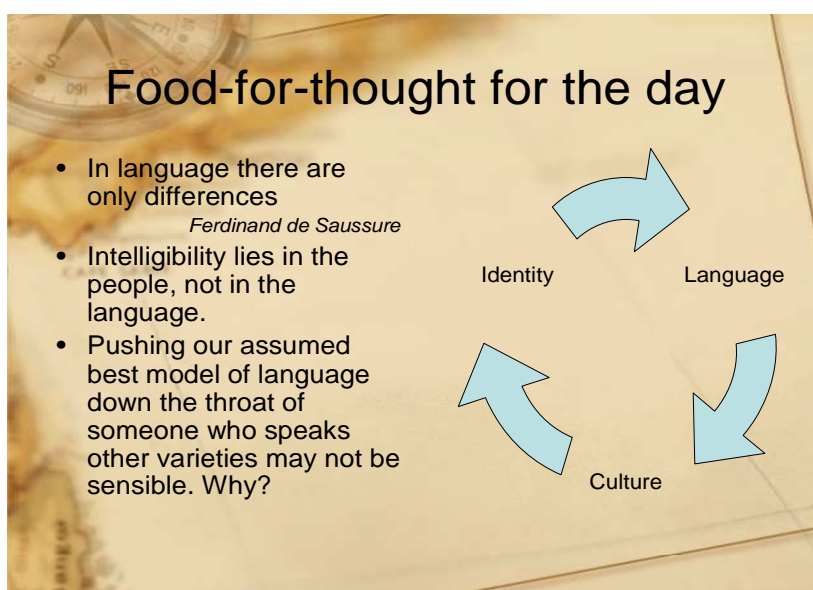 Food-for-thought for the day
• In language there are
only differences
Ferdinand de Saussure
• Intelligibility lies in the
people, not in the
language.
• Pushing our assumed
best model of language
down the throat of
someone who speaks
other varieties may not be
sensible. Why?
Identity
Language
Culture